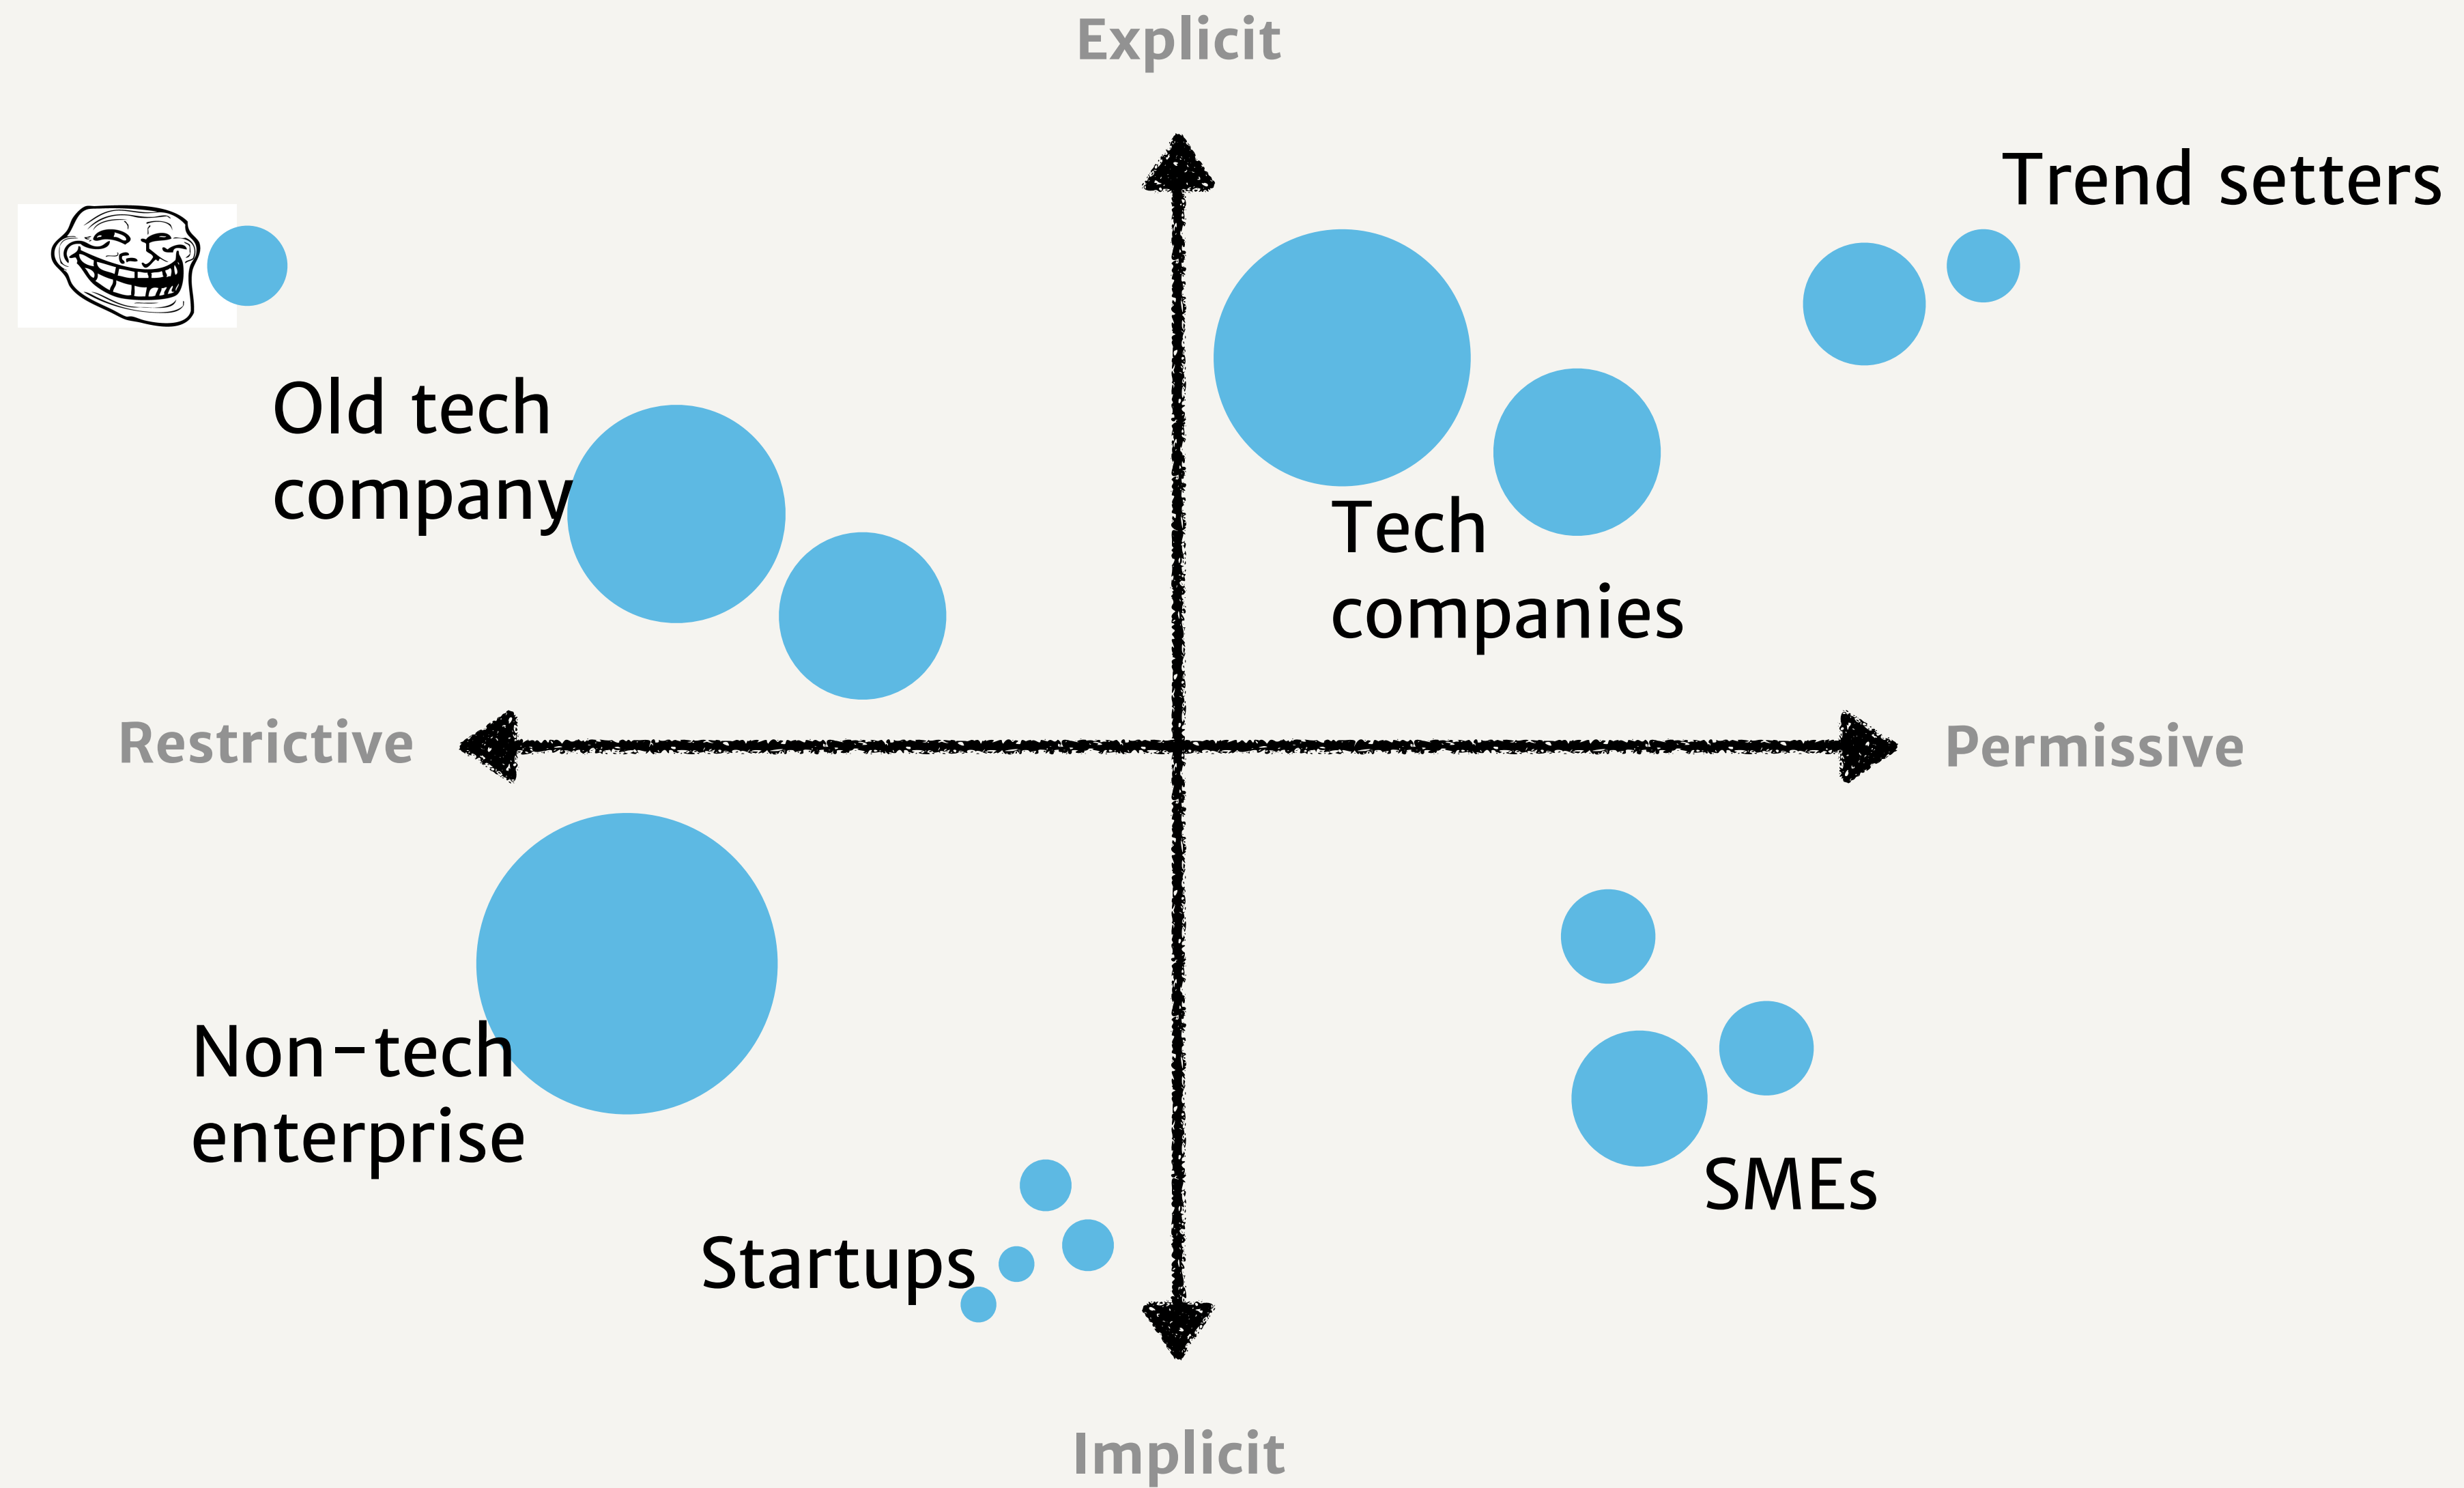 Explicit
Trend setters
Old tech
company
Tech
companies
Restrictive
Permissive
Non-tech
enterprise
SMEs
Startups
Implicit